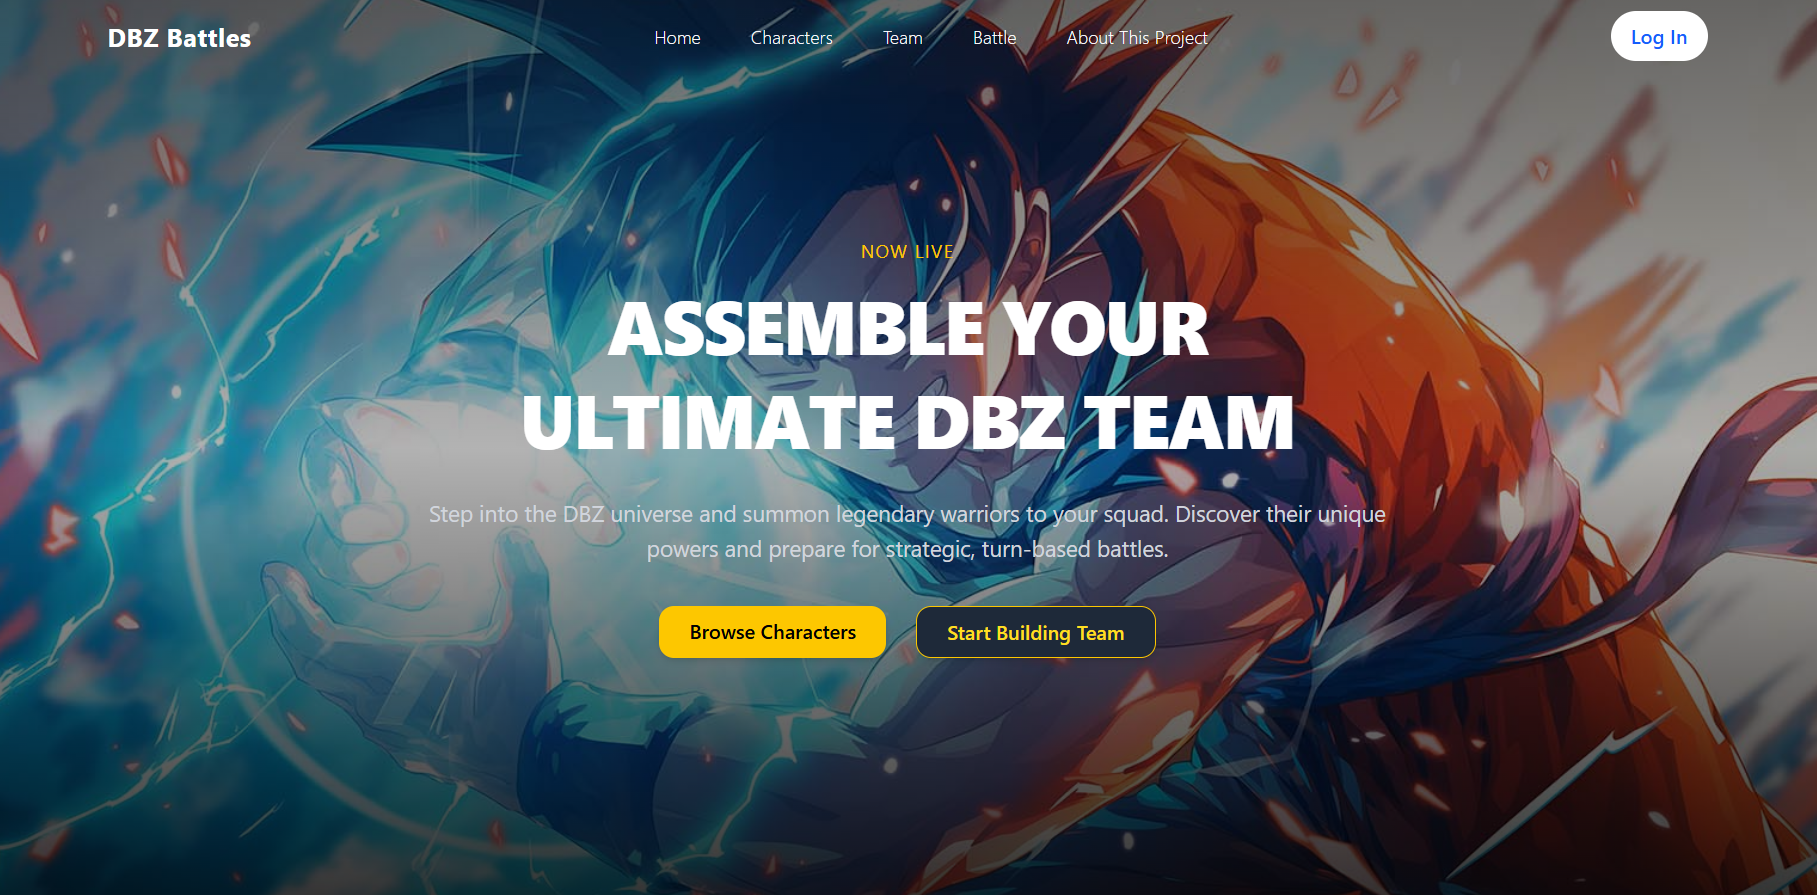 DBZ Battles
Home
Characters
Team
Battle
About This Project
Log In
NOW LIVE
ASSEMBLE YOUR
ULTIMATE DBZ TEAM
Step into the DBZ universe and summon legendary warriors to your squad. Discover their unique
powers and prepare for strategic, turn-based battles.
Browse Characters
Start Building Team